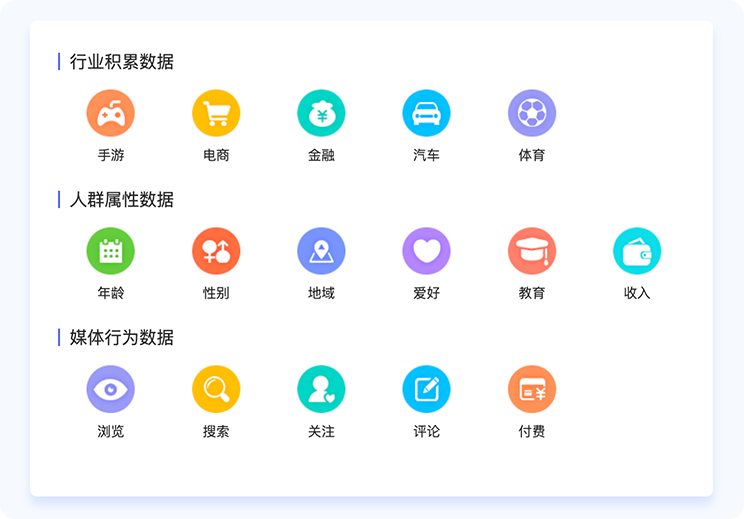 行业积累数据
手游 电商 金融 汽车 体育
人群属性数据
年龄 性别 地域 爱好 教育 收入
媒体行为数据
浏览 搜索 关注 评论 付费